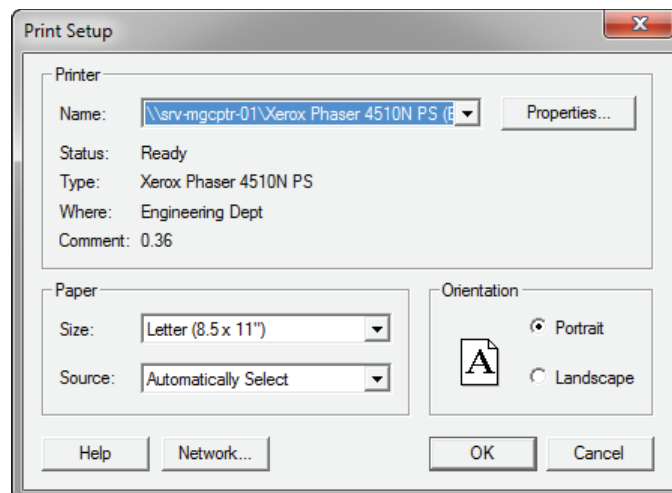 Print Setup
Printer
Name: \\srv-mgcptr-01\Xerox Phaser 4510N PS (E Properties...
Status: Ready
Type: Xerox Phaser 4510N PS
Where: Engineering Dept
Comment: 0.36
Paper
Size: Letter (8.5 x 11")
Source: Automatically Select
Orientation
A
Portrait
Landscape
Help Network... OK Cancel